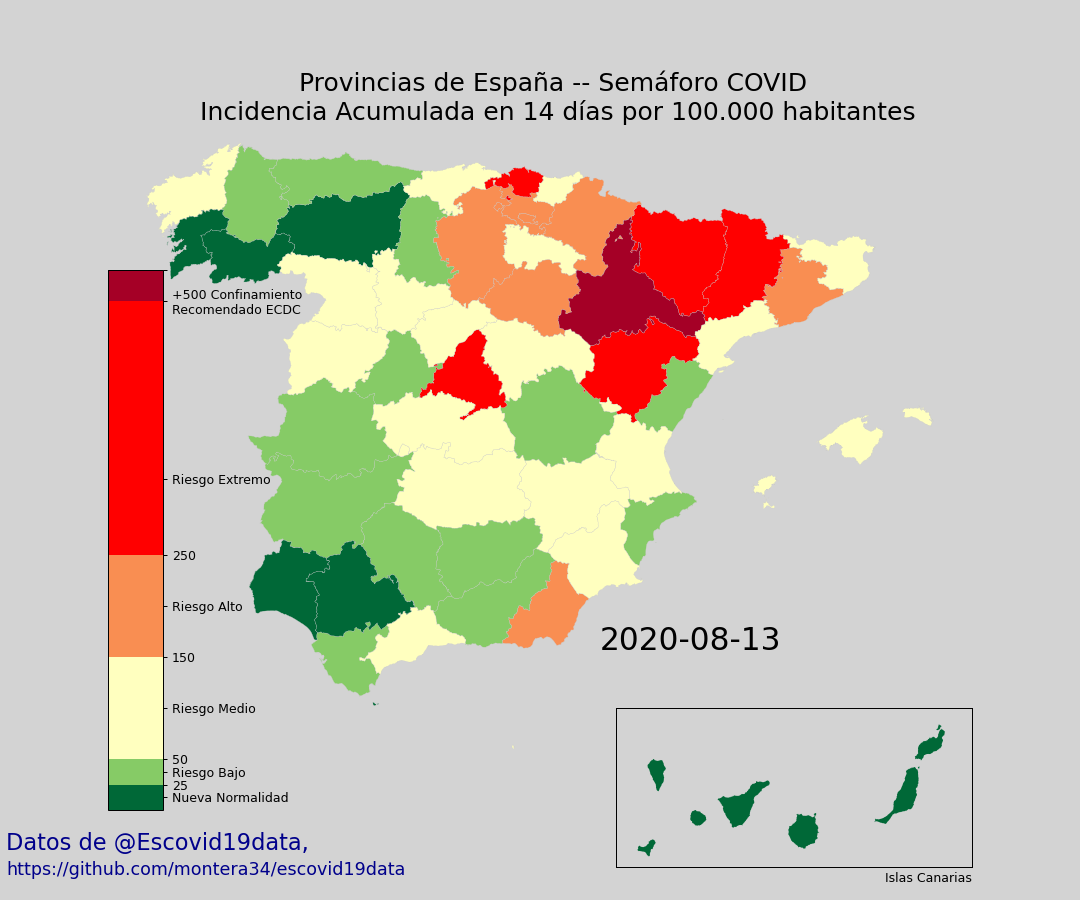 Provincias de España -- Semáforo COVID
Incidencia Acumulada en 14 días por 100.000 habitantes
+500 Confinamiento
Recomendado ECDC
Riesgo Extremo
250
Riesgo Alto
150
Riesgo Medio
50
Riesgo Bajo
25
Nueva Normalidad
2020-08-13
Islas Canarias
Datos de @Escovid19data,
https://github.com/montera34/escovid19data